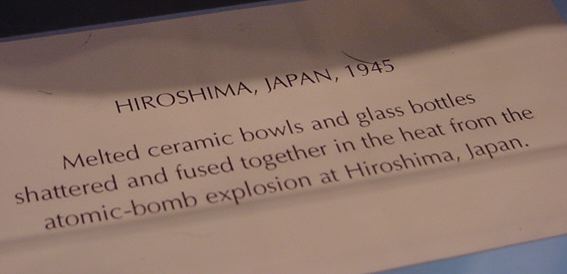 HIROSHIMA, JAPAN, 1945
Melted ceramic bowls and glass bottles
shattered and fused together in the heat from the
atomic-bomb explosion at Hiroshima, Japan.